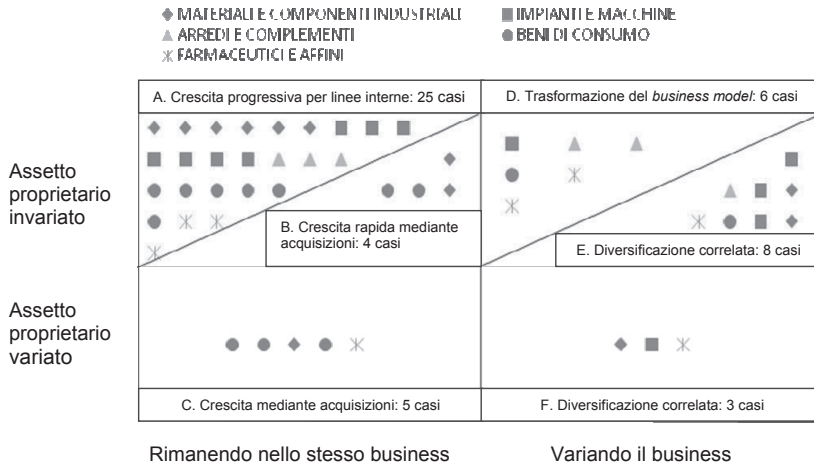 MATERIALI E COMPONENTI INDUSTRIALI
IMPIANTI E MACCHINE
ARREDI E COMPLEMENTI
BENI DI CONSUMO
FARMACEUTICI E AFFINI
A. Crescita progressiva per linee interne: 25 casi
D. Trasformazione del business model: 6 casi
Assetto
proprietario
invariato
B. Crescita rapida mediante
acquisizioni: 4 casi
E. Diversificazione correlata: 8 casi
Assetto
proprietario
variato
C. Crescita mediante acquisizioni: 5 casi
F. Diversificazione correlata: 3 casi
Rimanendo nello stesso business
Variando il business